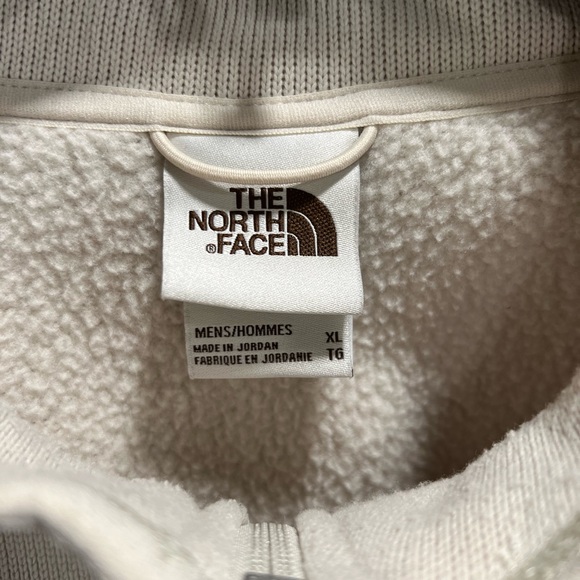 THE
NORTH
®FACE
MENS/HOMMES XL
MADE IN JORDAN
FABRIQUE EN JORDANIE TG